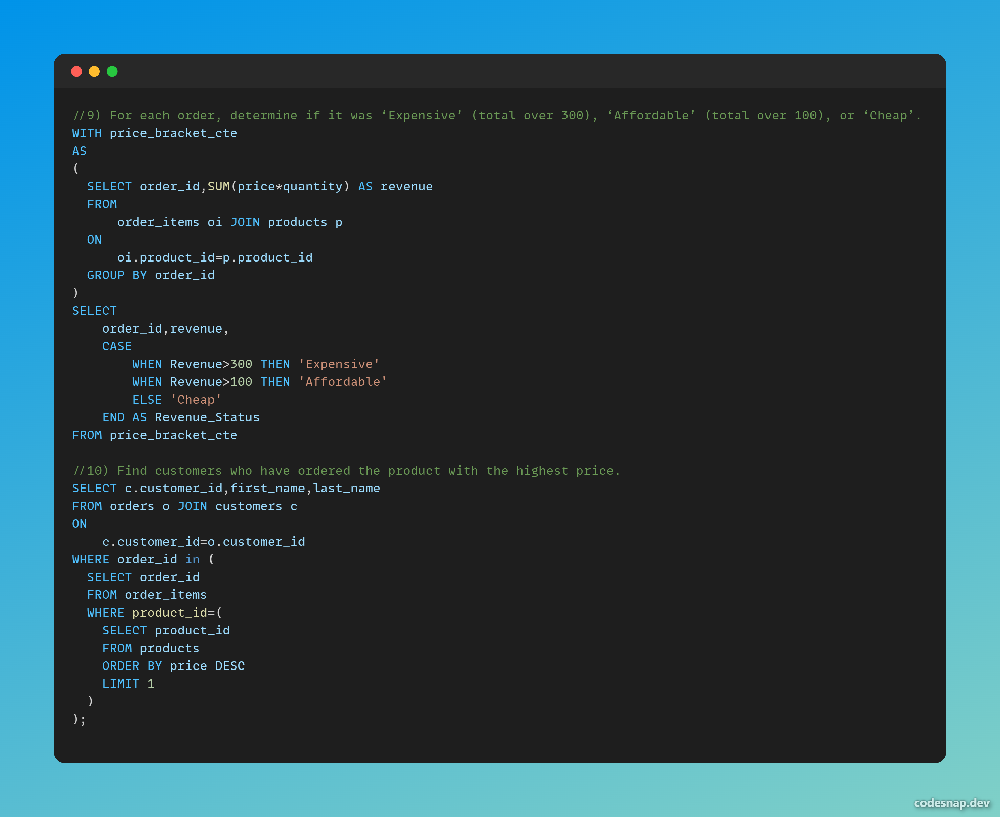 //9) For each order, determine if it was ‘Expensive’ (total over 300), ‘Affordable’ (total over 100), or ‘Cheap’.
WITH price_bracket_cte
AS
(
  SELECT order_id,SUM(price*quantity) AS revenue
  FROM
      order_items oi JOIN products p
  ON
      oi.product_id=p.product_id
  GROUP BY order_id
)
SELECT
    order_id,revenue,
    CASE
        WHEN Revenue>300 THEN 'Expensive'
        WHEN Revenue>100 THEN 'Affordable'
        ELSE 'Cheap'
    END AS Revenue_Status
FROM price_bracket_cte

//10) Find customers who have ordered the product with the highest price.
SELECT c.customer_id,first_name,last_name
FROM orders o JOIN customers c
ON
    c.customer_id=o.customer_id
WHERE order_id in (
  SELECT order_id
  FROM order_items
  WHERE product_id=(
    SELECT product_id
    FROM products
    ORDER BY price DESC
    LIMIT 1
  )
);
codesnap.dev